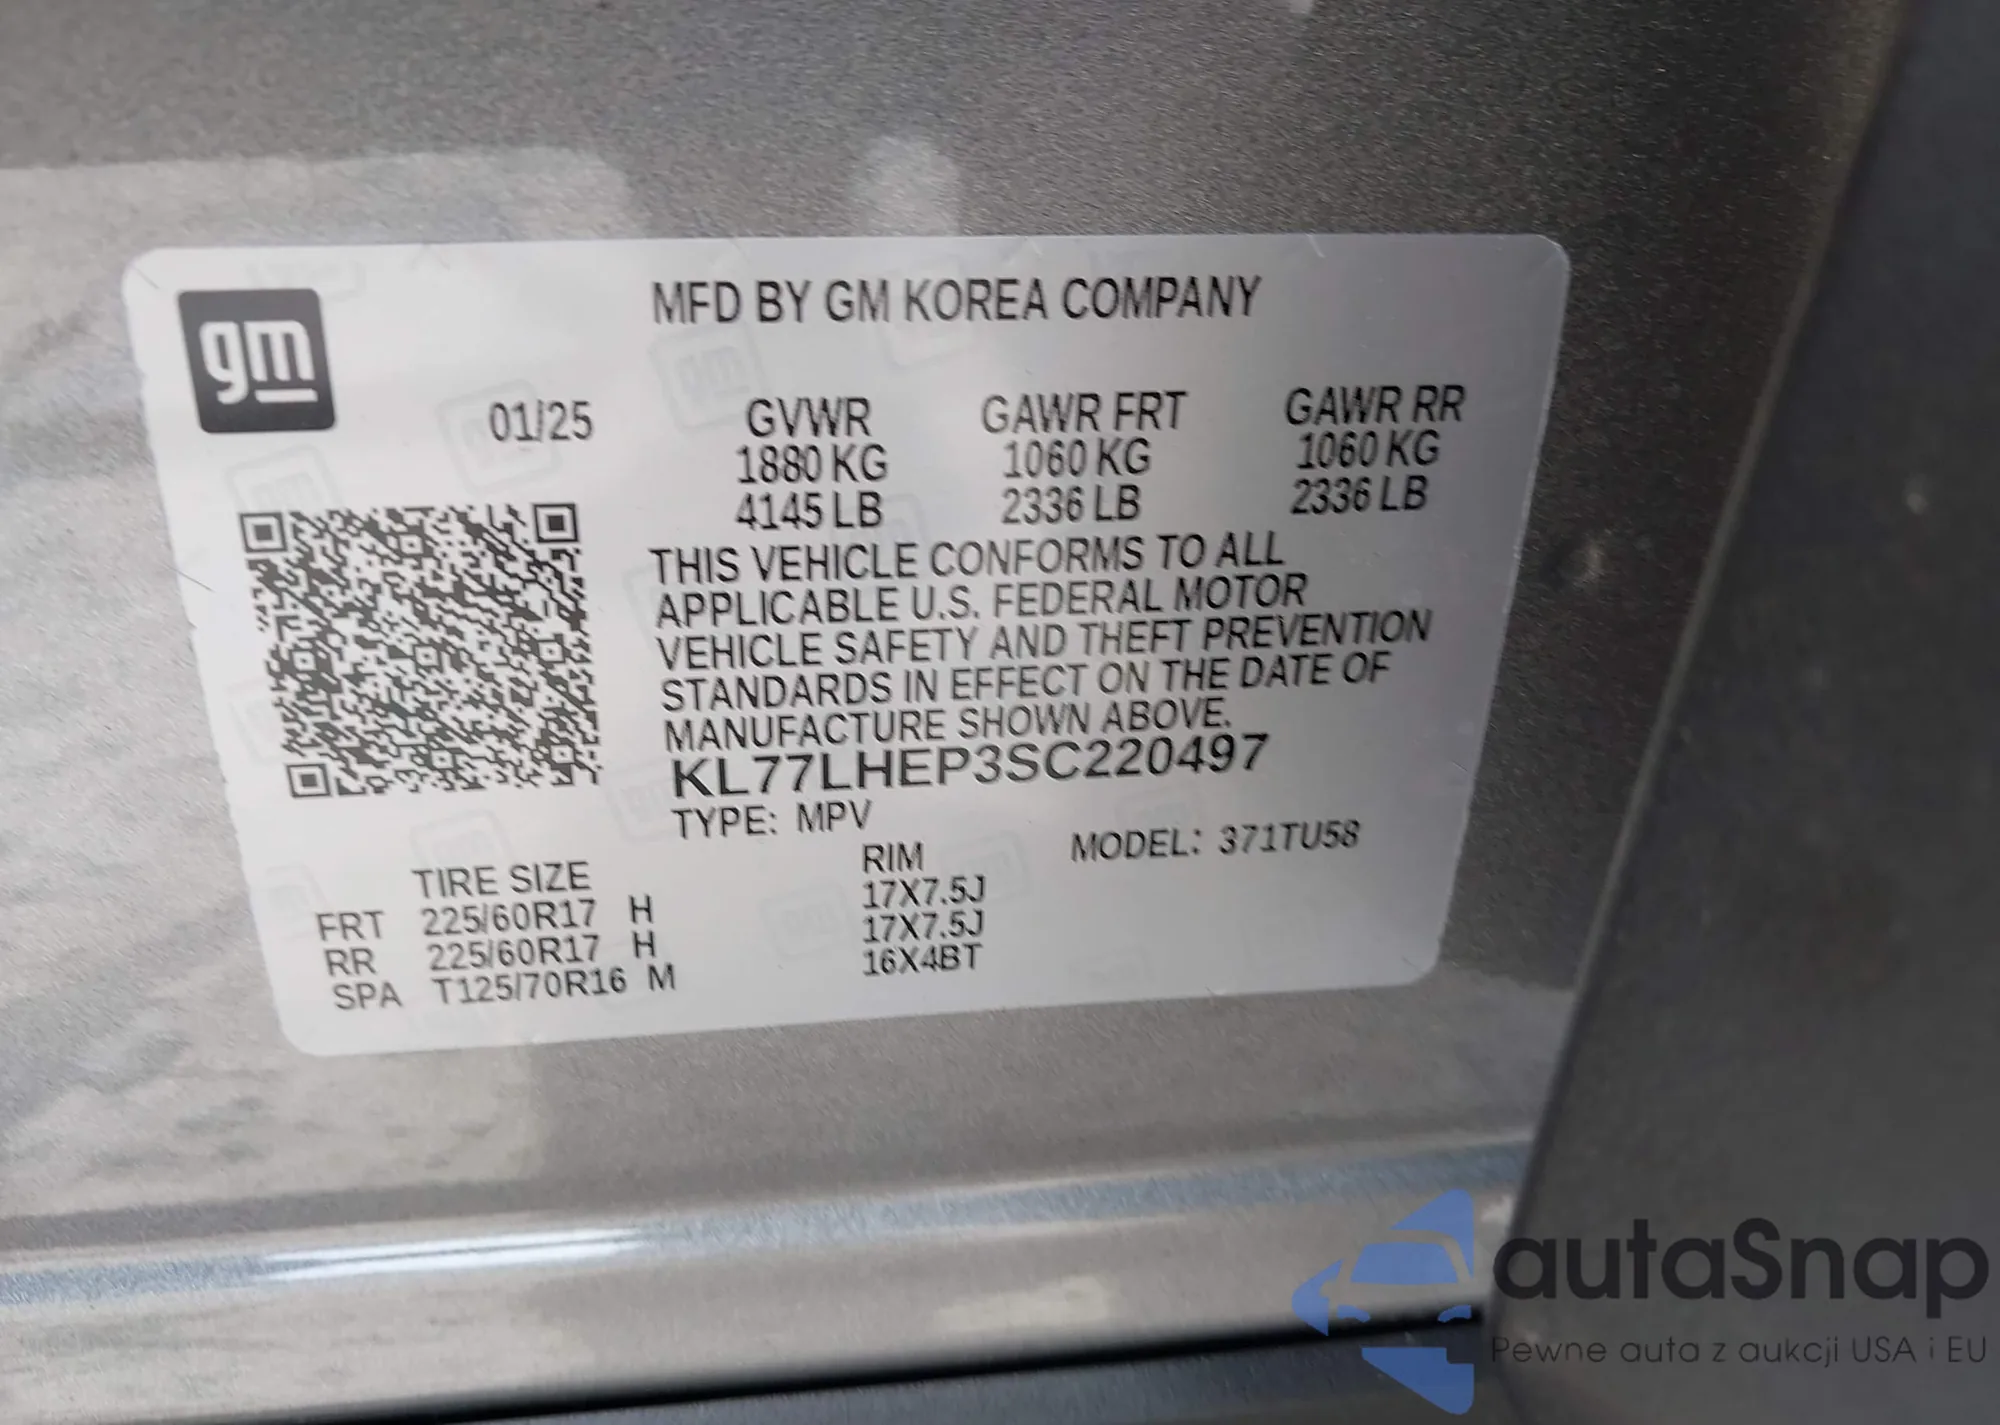 gm
MFD BY GM KOREA COMPANY
01/25 GVWR GAWR FRT GAWR RR
1880 KG 1060 KG 1060 KG
4145 LB 2336 LB 2336 LB
THIS VEHICLE CONFORMS TO ALL
APPLICABLE U.S. FEDERAL MOTOR
VEHICLE SAFETY AND THEFT PREVENTION
STANDARDS IN EFFECT ON THE DATE OF
MANUFACTURE SHOWN ABOVE.
KL77LHEP3SC220497
TYPE: MPV MODEL: 371TU58
TIRE SIZE RIM
FRT 225/60R17 H 17X7.5J
RR 225/60R17 H 17X7.5J
SPA T125/70R16 M 16X4BT
autaSnap
Pewne auta z aukcji USA i EU